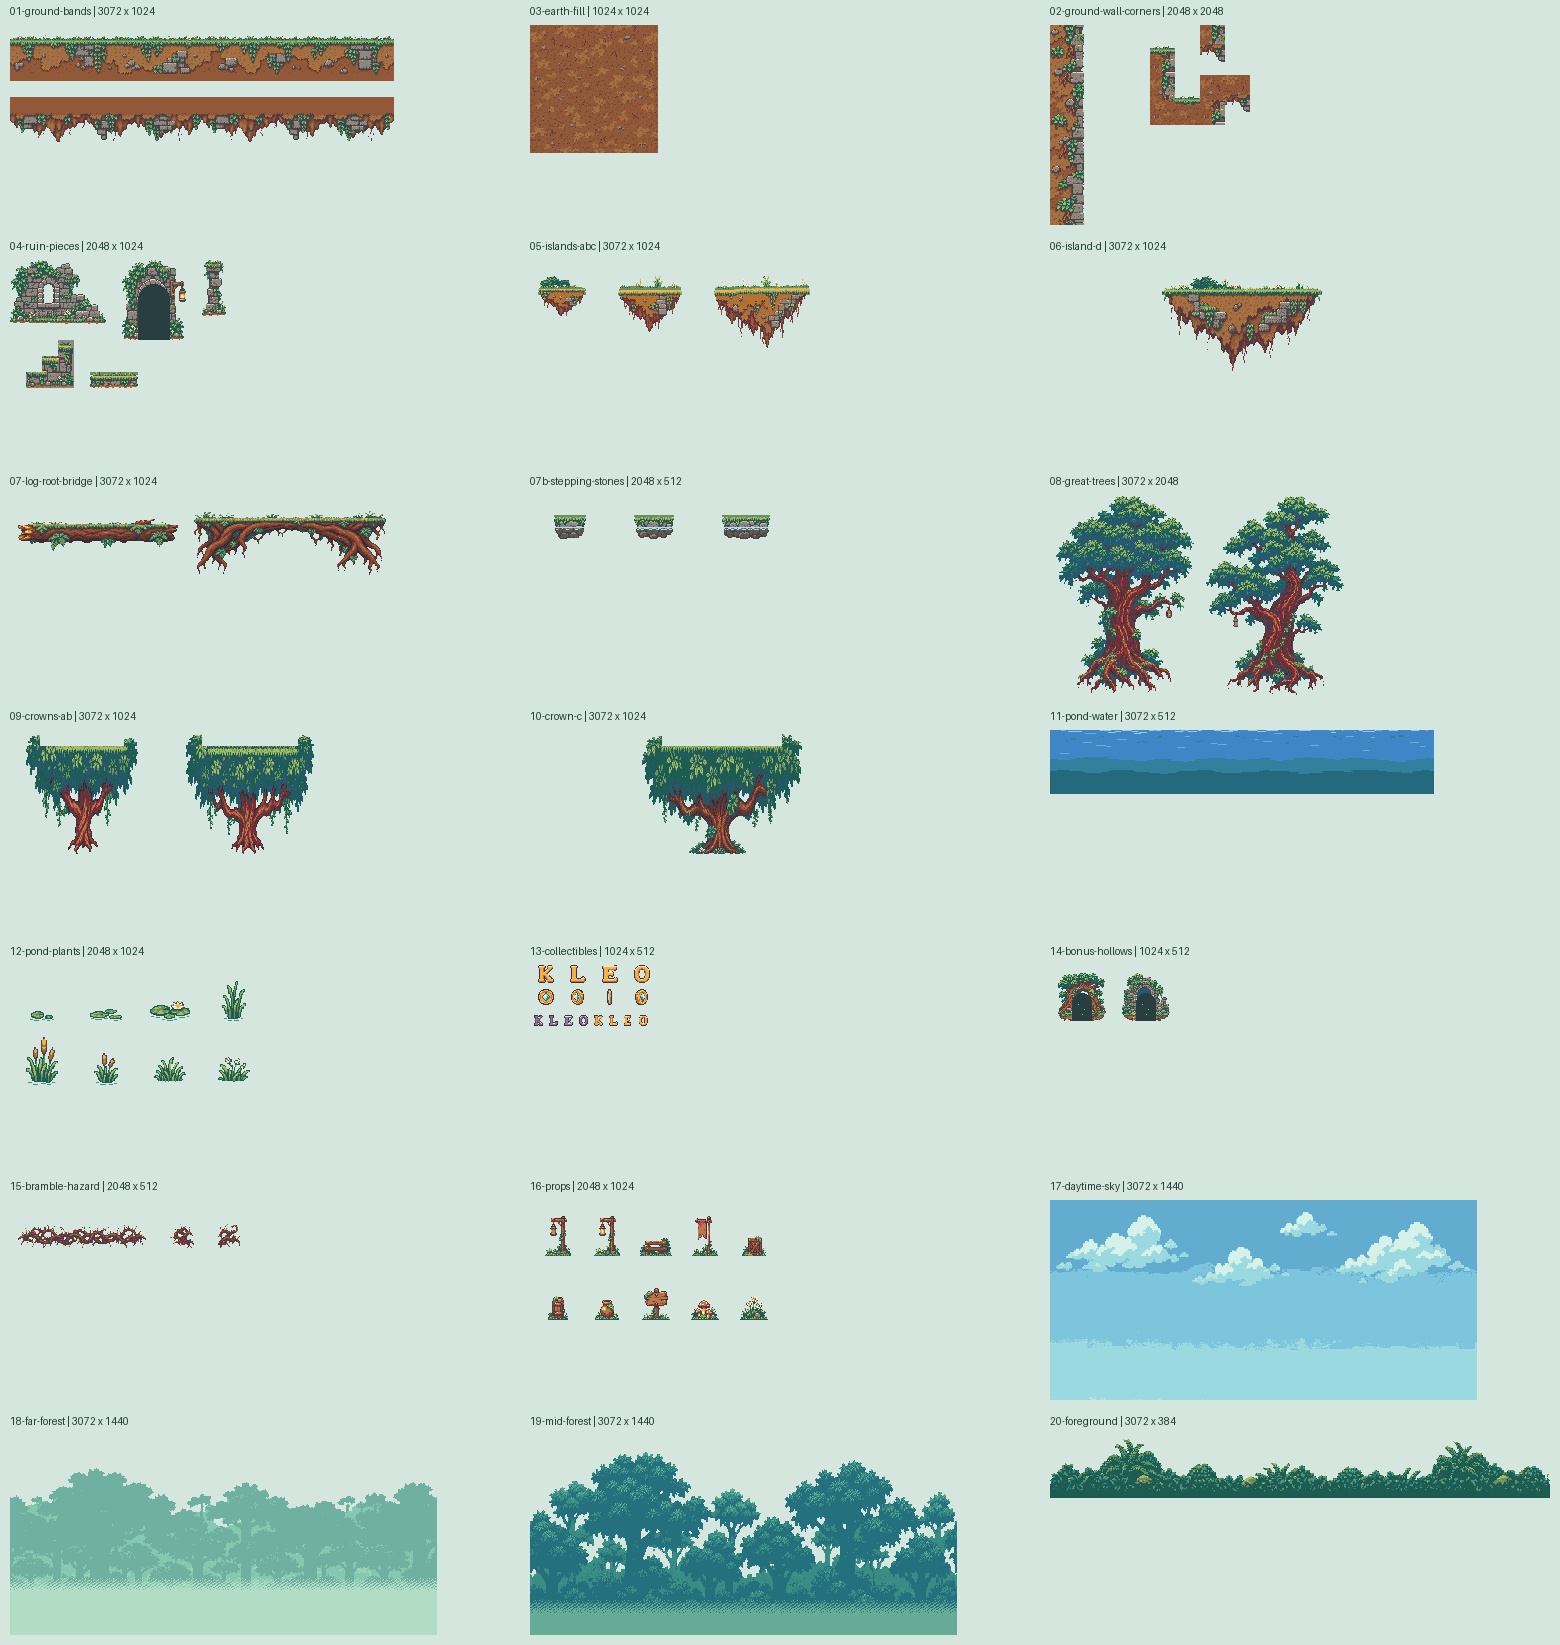 01-ground-bands | 3072 x 1024
03-earth-fill | 1024 x 1024
02-ground-wall-corners | 2048 x 2048
04-ruin-pieces | 2048 x 1024
05-islands-abc | 3072 x 1024
06-island-d | 3072 x 1024
07-log-root-bridge | 3072 x 1024
07b-stepping-stones | 2048 x 512
08-great-trees | 3072 x 2048
09-crowns-ab | 3072 x 1024
10-crown-c | 3072 x 1024
11-pond-water | 3072 x 512
12-pond-plants | 2048 x 1024
13-collectibles | 1024 x 512
K L E O
K L E O K L E O
14-bonus-hollows | 1024 x 512
15-bramble-hazard | 2048 x 512
16-props | 2048 x 1024
17-daytime-sky | 3072 x 1440
18-far-forest | 3072 x 1440
19-mid-forest | 3072 x 1440
20-foreground | 3072 x 384